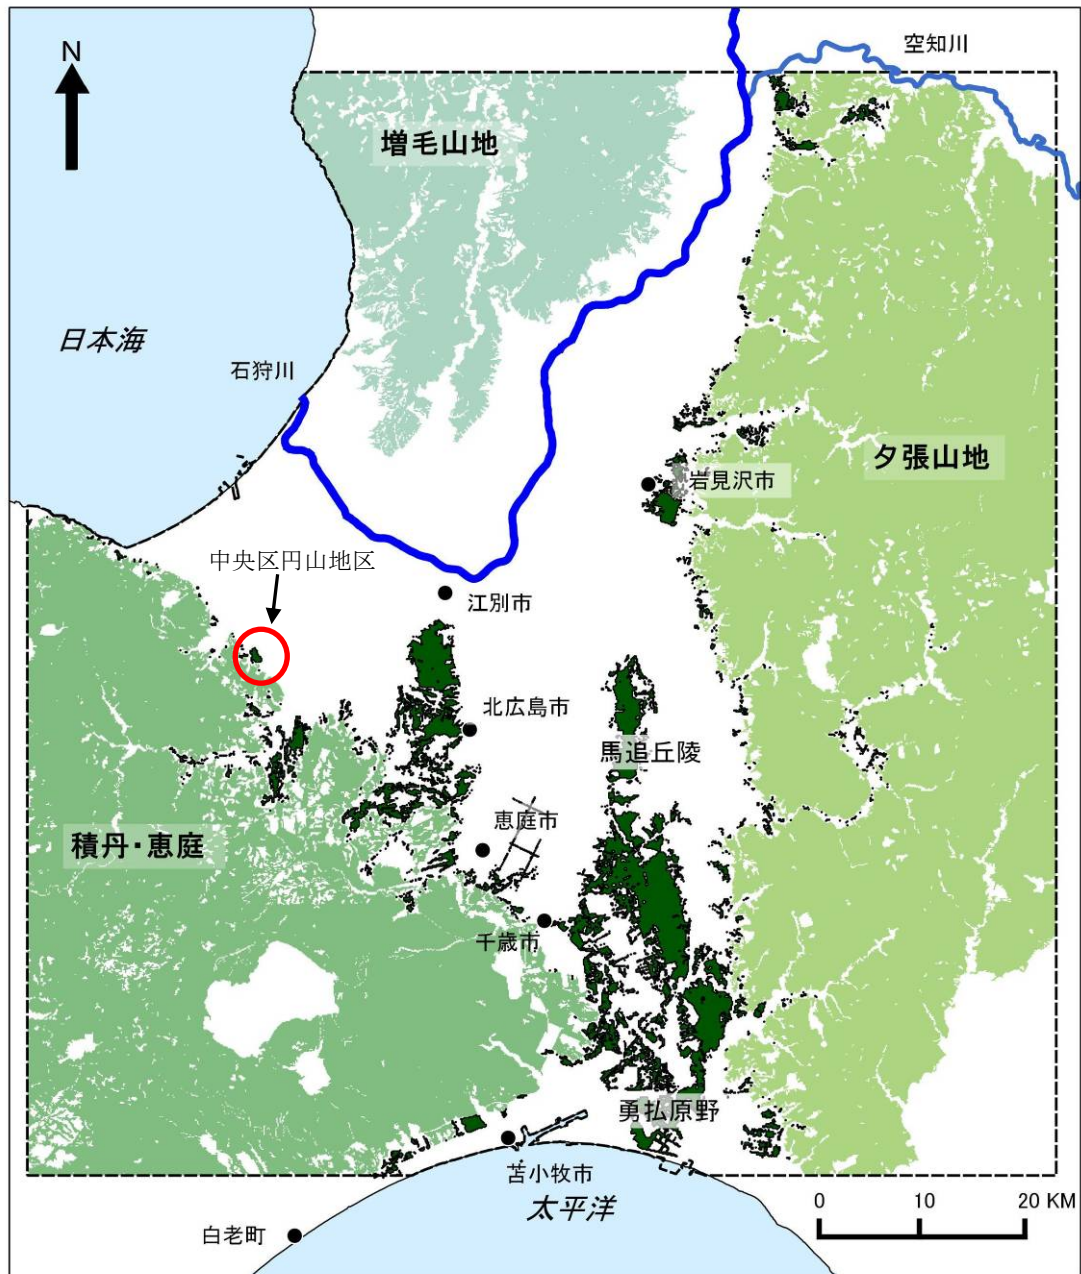 空知川
N
増毛山地
日本海
石狩川
夕張山地
岩見沢市
中央区円山地区
江別市
北広島市
馬追丘陵
恵庭市
積丹・恵庭
千歳市
勇払原野
苫小牧市
太平洋
0 10 20 KM
白老町